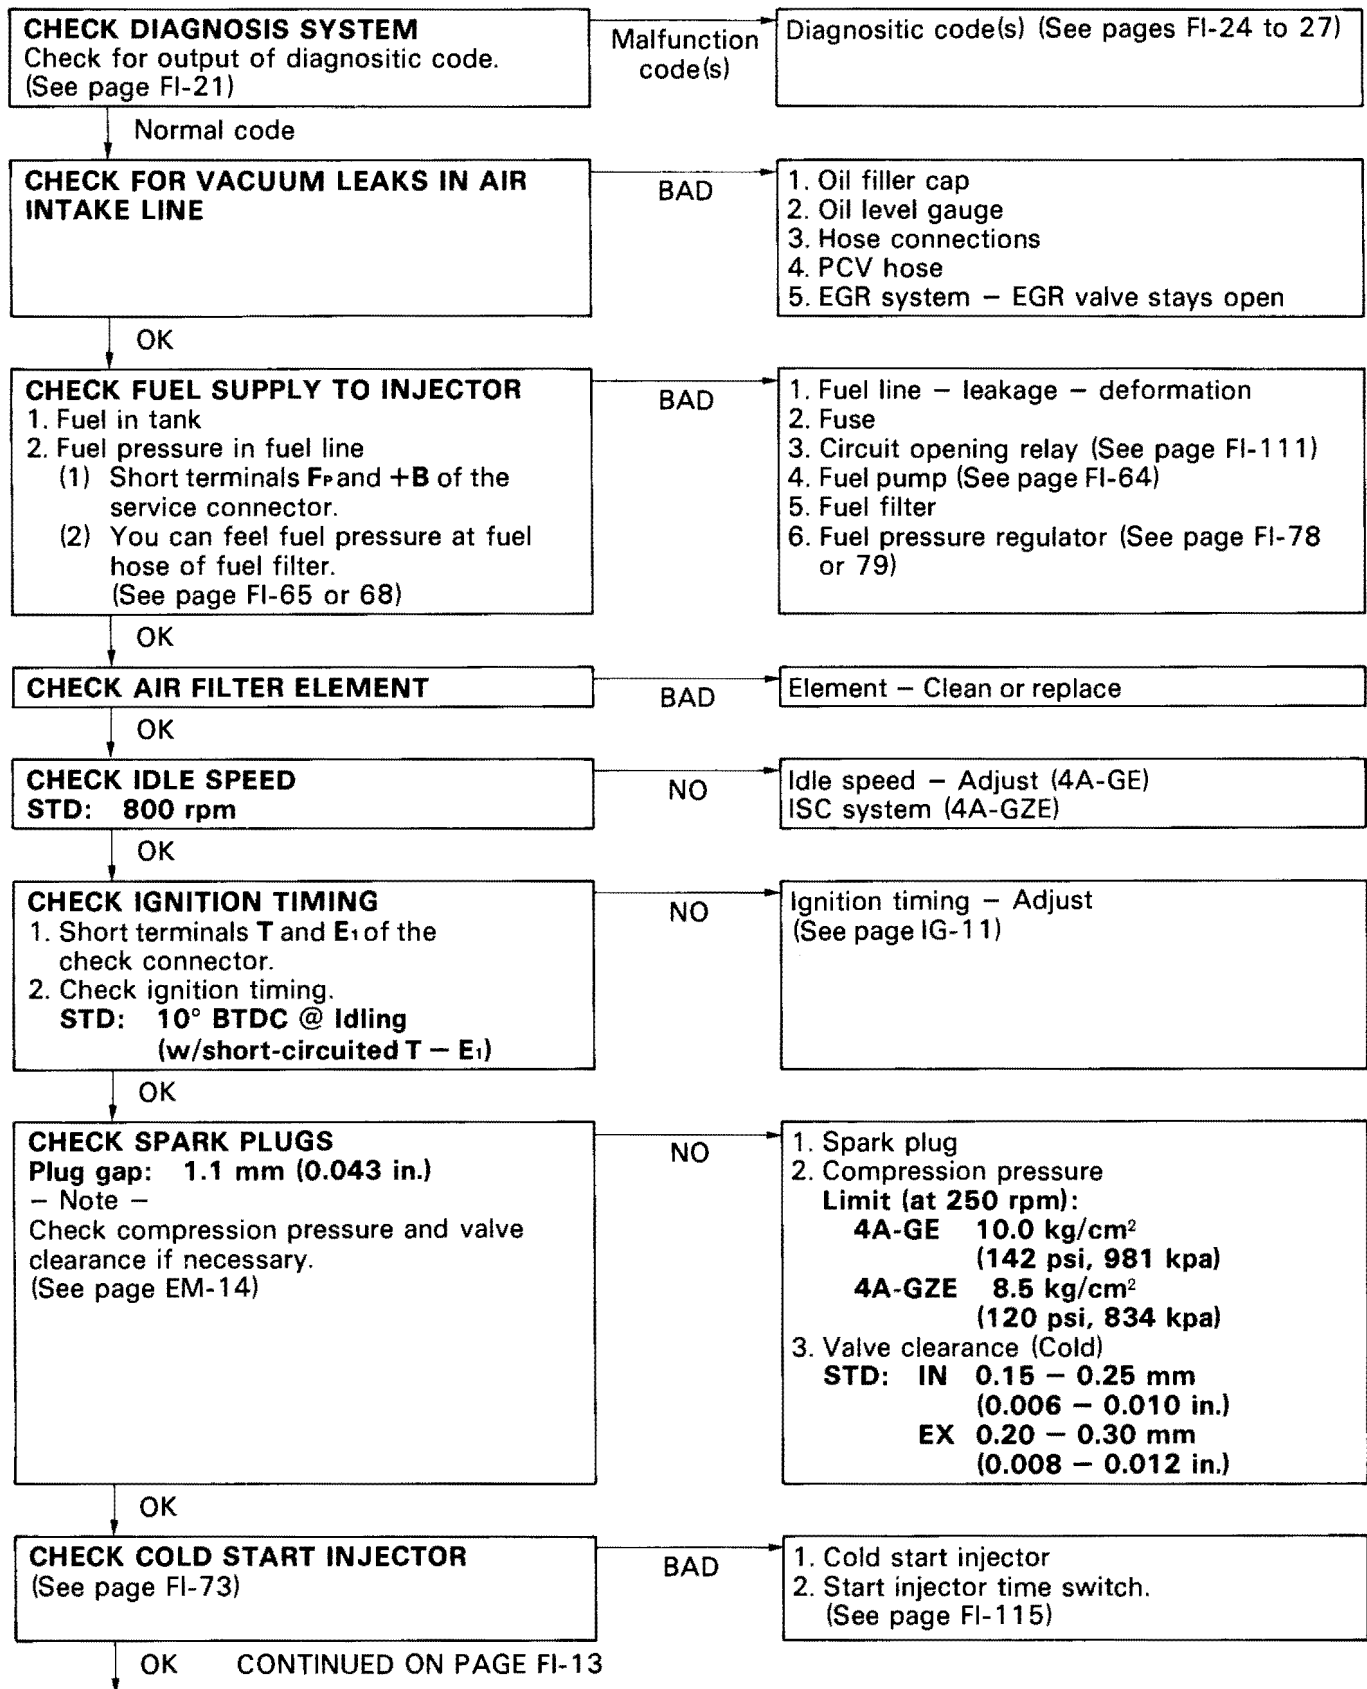 CHECK DIAGNOSIS SYSTEM
Check for output of diagnositic code.
(See page FI-21)
Malfunction
code(s)
Diagnositic code(s) (See pages FI-24 to 27)
Normal code
CHECK FOR VACUUM LEAKS IN AIR
INTAKE LINE
BAD
1. Oil filler cap
2. Oil level gauge
3. Hose connections
4. PCV hose
5. EGR system – EGR valve stays open
OK
CHECK FUEL SUPPLY TO INJECTOR
1. Fuel in tank
2. Fuel pressure in fuel line
(1) Short terminals FP and +B of the
service connector.
(2) You can feel fuel pressure at fuel
hose of fuel filter.
(See page FI-65 or 68)
BAD
1. Fuel line – leakage – deformation
2. Fuse
3. Circuit opening relay (See page FI-111)
4. Fuel pump (See page FI-64)
5. Fuel filter
6. Fuel pressure regulator (See page FI-78
or 79)
OK
CHECK AIR FILTER ELEMENT
BAD
Element – Clean or replace
OK
CHECK IDLE SPEED
STD: 800 rpm
NO
Idle speed – Adjust (4A-GE)
ISC system (4A-GZE)
OK
CHECK IGNITION TIMING
1. Short terminals T and E1 of the
check connector.
2. Check ignition timing.
STD: 10° BTDC @ Idling
(w/short-circuited T – E1)
NO
Ignition timing – Adjust
(See page IG-11)
OK
CHECK SPARK PLUGS
Plug gap: 1.1 mm (0.043 in.)
– Note –
Check compression pressure and valve
clearance if necessary.
(See page EM-14)
NO
1. Spark plug
2. Compression pressure
Limit (at 250 rpm):
4A-GE 10.0 kg/cm²
(142 psi, 981 kpa)
4A-GZE 8.5 kg/cm²
(120 psi, 834 kpa)
3. Valve clearance (Cold)
STD: IN 0.15 – 0.25 mm
(0.006 – 0.010 in.)
EX 0.20 – 0.30 mm
(0.008 – 0.012 in.)
OK
CHECK COLD START INJECTOR
(See page FI-73)
BAD
1. Cold start injector
2. Start injector time switch.
(See page FI-115)
OK CONTINUED ON PAGE FI-13